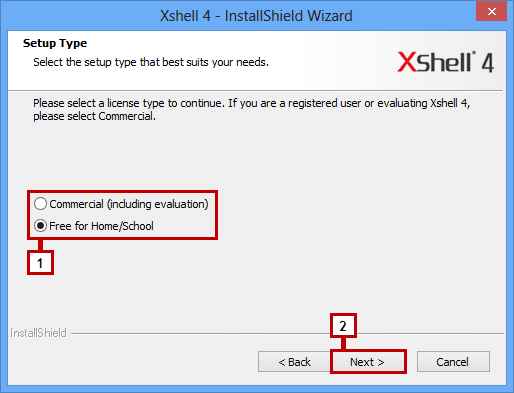 Xshell 4 - InstallShield Wizard
Setup Type
Select the setup type that best suits your needs.
XShell® 4
Please select a license type to continue. If you are a registered user or evaluating Xshell 4,
please select Commercial.
Commercial (including evaluation)
Free for Home/School
1
InstallShield
2
< Back
Next >
Cancel